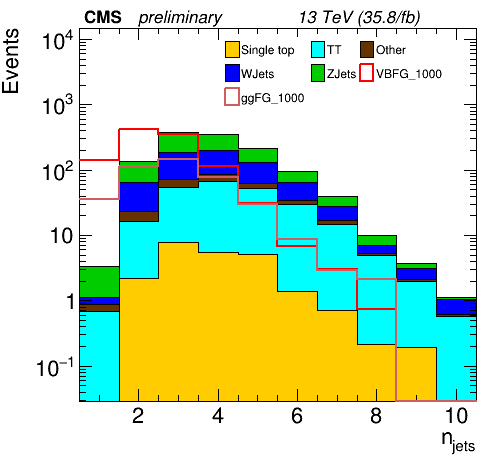 CMS preliminary 13 TeV (35.8/fb)
Events
Single top TT Other
WJets ZJets VBFG_1000
ggFG_1000
10⁴
10³
10²
10
1
10⁻¹
2 4 6 8 10
n_jets